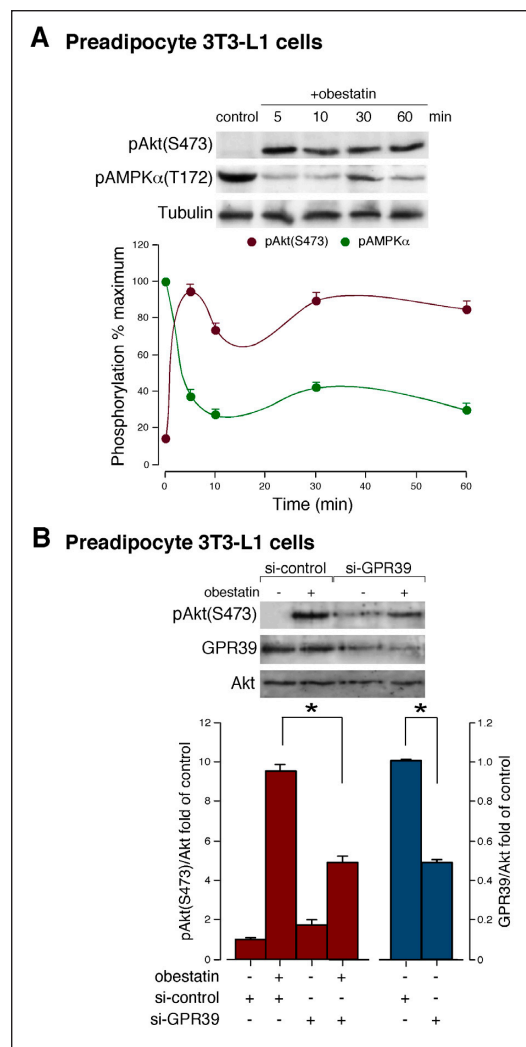 A Preadipocyte 3T3-L1 cells
+obestatin
control 5 10 30 60 min
pAkt(S473)
pAMPKα(T172)
Tubulin
pAkt(S473) pAMPKα
Phosphorylation % maximum
120
100
80
60
40
20
0
0 10 20 30 40 50 60
Time (min)
B Preadipocyte 3T3-L1 cells
si-control si-GPR39
obestatin - + - +
pAkt(S473)
GPR39
Akt
* *
pAkt(S473)/Akt fold of control
12
10
8
6
4
2
0
1.2
1.0
0.8
0.6
0.4
0.2
0
GPR39/Akt fold of control
obestatin - + - + - -
si-control + + - - + -
si-GPR39 - - + + - +